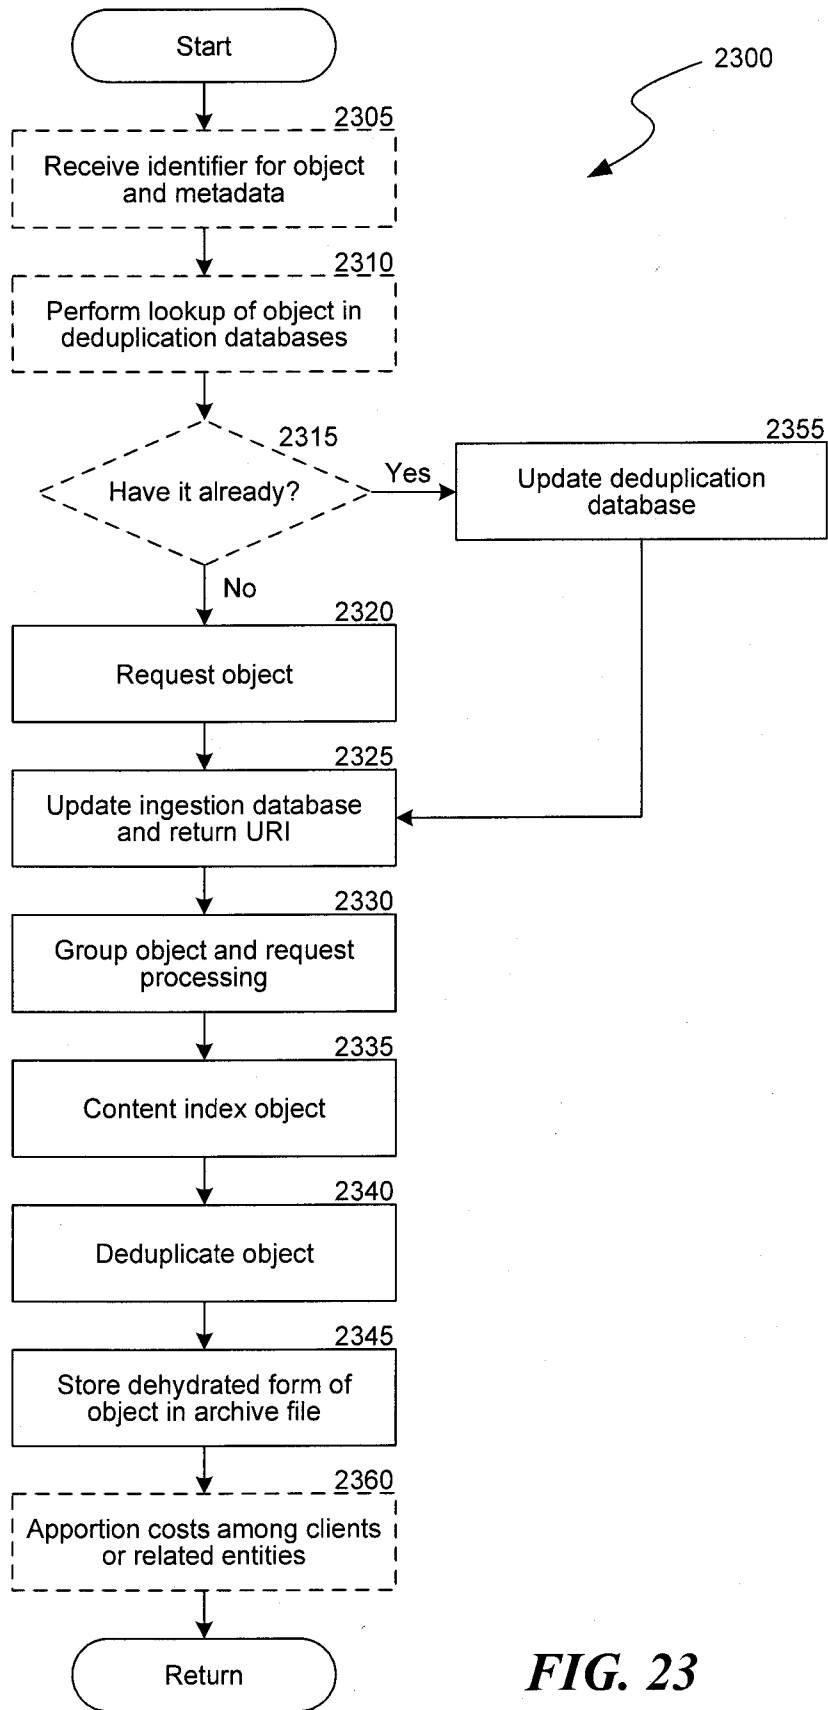 Start
2300
2305
Receive identifier for object
and metadata
2310
Perform lookup of object in
deduplication databases
2315
Have it already?
Yes
2355
Update deduplication
database
No
2320
Request object
2325
Update ingestion database
and return URI
2330
Group object and request
processing
2335
Content index object
2340
Deduplicate object
2345
Store dehydrated form of
object in archive file
2360
Apportion costs among clients
or related entities
Return
FIG. 23